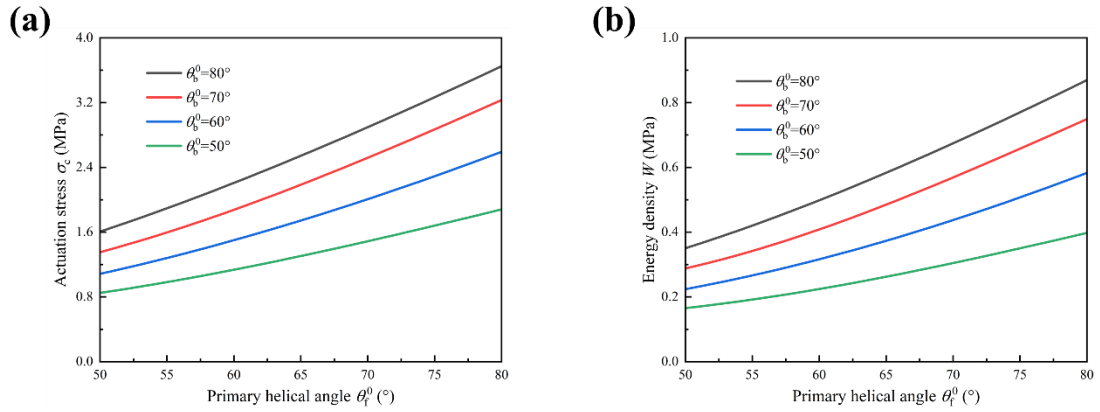 (a)
4.0
3.2
2.4
1.6
0.8
0.0
Actuation stress σc (MPa)
θb⁰=80°
θb⁰=70°
θb⁰=60°
θb⁰=50°
50 55 60 65 70 75 80
Primary helical angle θf⁰ (°)
(b)
1.0
0.8
0.6
0.4
0.2
0.0
Energy density W (MPa)
θb⁰=80°
θb⁰=70°
θb⁰=60°
θb⁰=50°
50 55 60 65 70 75 80
Primary helical angle θf⁰ (°)